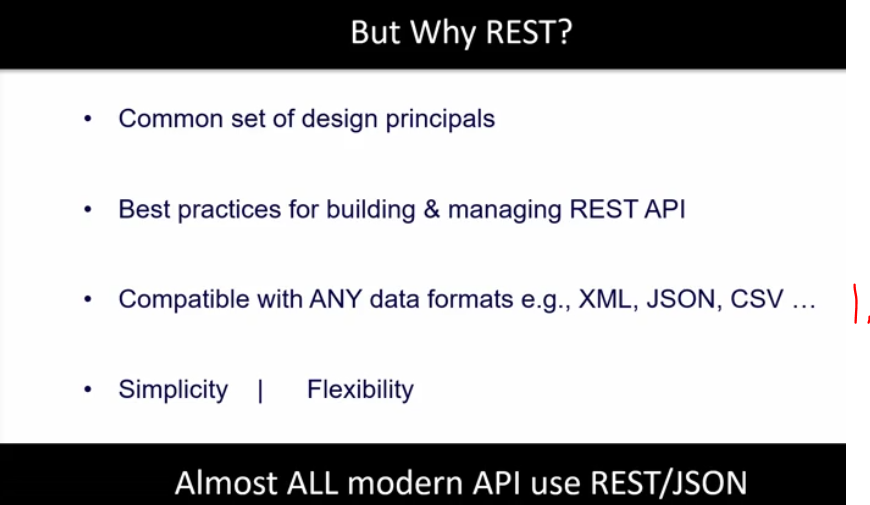 But Why REST?
• Common set of design principals
• Best practices for building & managing REST API
• Compatible with ANY data formats e.g., XML, JSON, CSV …
• Simplicity | Flexibility
Almost ALL modern API use REST/JSON